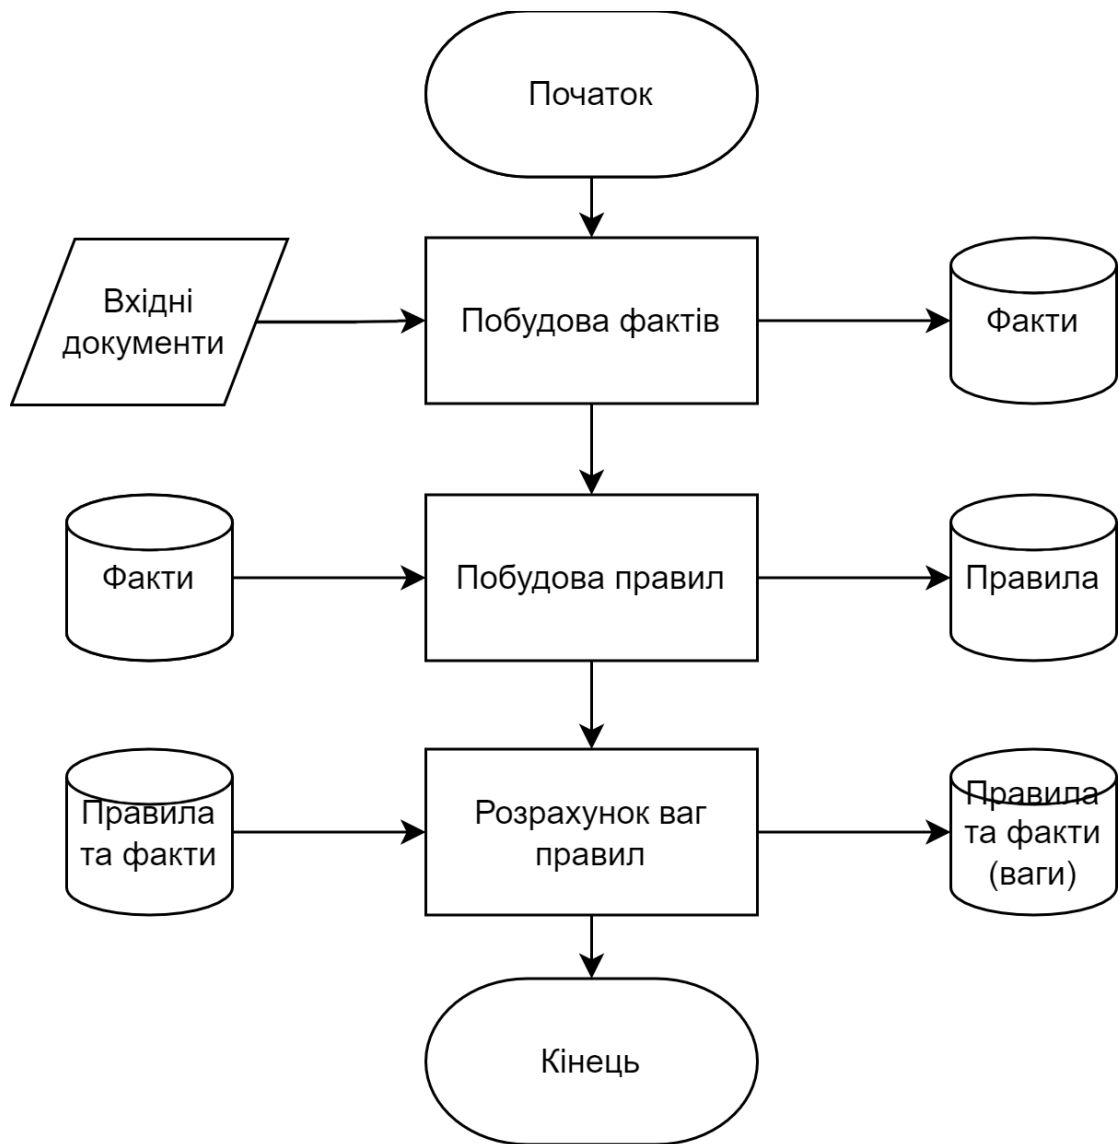 Початок
Вхідні
документи
Побудова фактів
Факти
Факти
Побудова правил
Правила
Правила
та факти
Розрахунок ваг
правил
Правила
та факти
(ваги)
Кінець